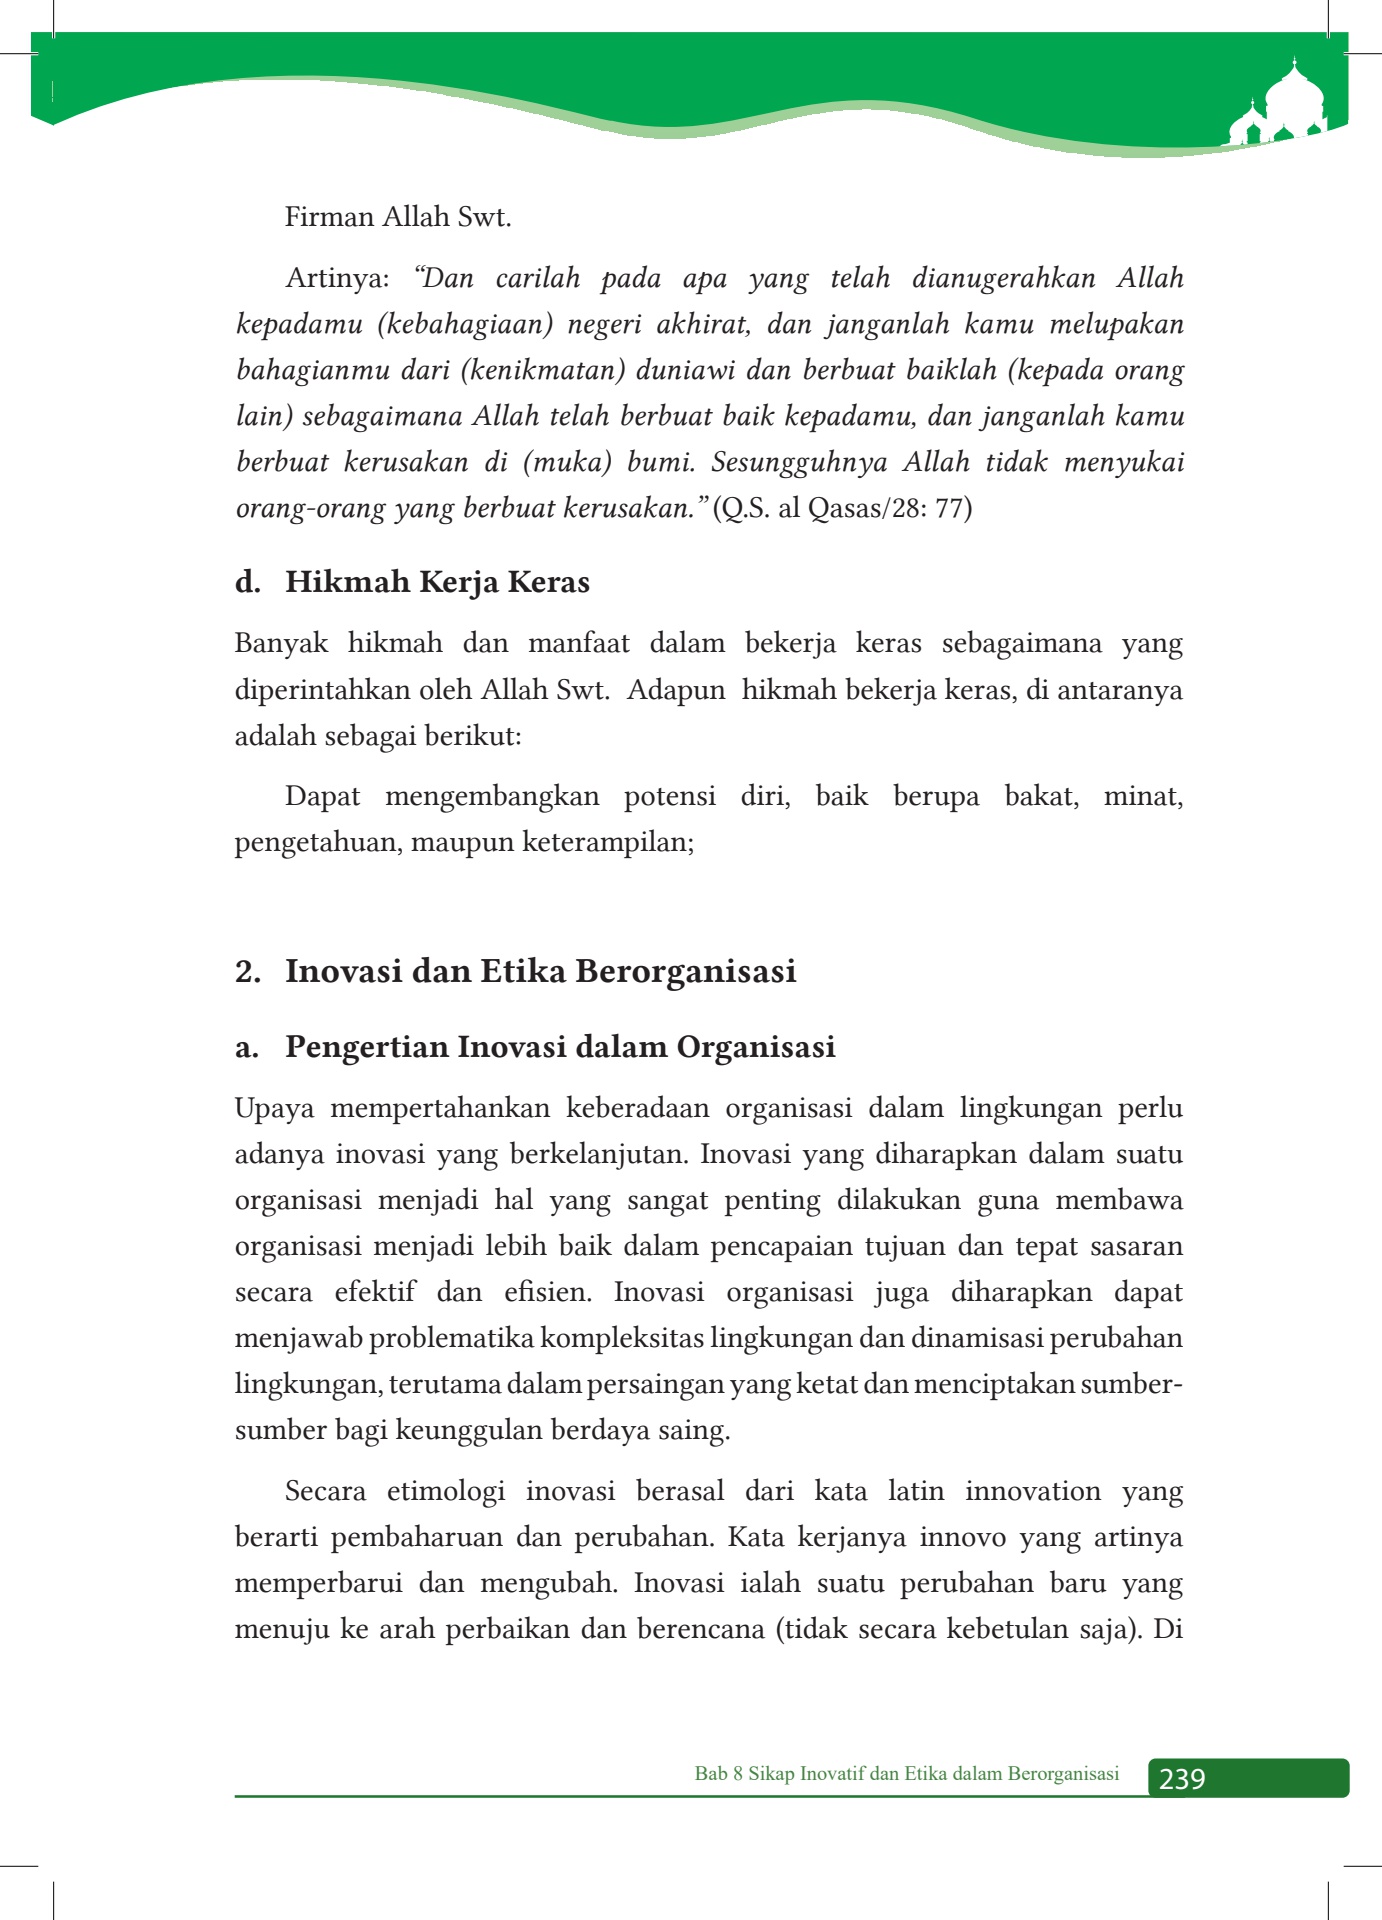 Firman Allah Swt.
Artinya: “Dan carilah pada apa yang telah dianugerahkan Allah
kepadamu (kebahagiaan) negeri akhirat, dan janganlah kamu melupakan
bahagianmu dari (kenikmatan) duniawi dan berbuat baiklah (kepada orang
lain) sebagaimana Allah telah berbuat baik kepadamu, dan janganlah kamu
berbuat kerusakan di (muka) bumi. Sesungguhnya Allah tidak menyukai
orang-orang yang berbuat kerusakan.” (Q.S. al Qasas/28: 77)
d. Hikmah Kerja Keras
Banyak hikmah dan manfaat dalam bekerja keras sebagaimana yang
diperintahkan oleh Allah Swt. Adapun hikmah bekerja keras, di antaranya
adalah sebagai berikut:
Dapat mengembangkan potensi diri, baik berupa bakat, minat,
pengetahuan, maupun keterampilan;
2. Inovasi dan Etika Berorganisasi
a. Pengertian Inovasi dalam Organisasi
Upaya mempertahankan keberadaan organisasi dalam lingkungan perlu
adanya inovasi yang berkelanjutan. Inovasi yang diharapkan dalam suatu
organisasi menjadi hal yang sangat penting dilakukan guna membawa
organisasi menjadi lebih baik dalam pencapaian tujuan dan tepat sasaran
secara efektif dan efisien. Inovasi organisasi juga diharapkan dapat
menjawab problematika kompleksitas lingkungan dan dinamisasi perubahan
lingkungan, terutama dalam persaingan yang ketat dan menciptakan sumber-
sumber bagi keunggulan berdaya saing.
Secara etimologi inovasi berasal dari kata latin innovation yang
berarti pembaharuan dan perubahan. Kata kerjanya innovo yang artinya
memperbarui dan mengubah. Inovasi ialah suatu perubahan baru yang
menuju ke arah perbaikan dan berencana (tidak secara kebetulan saja). Di
Bab 8 Sikap Inovatif dan Etika dalam Berorganisasi
239